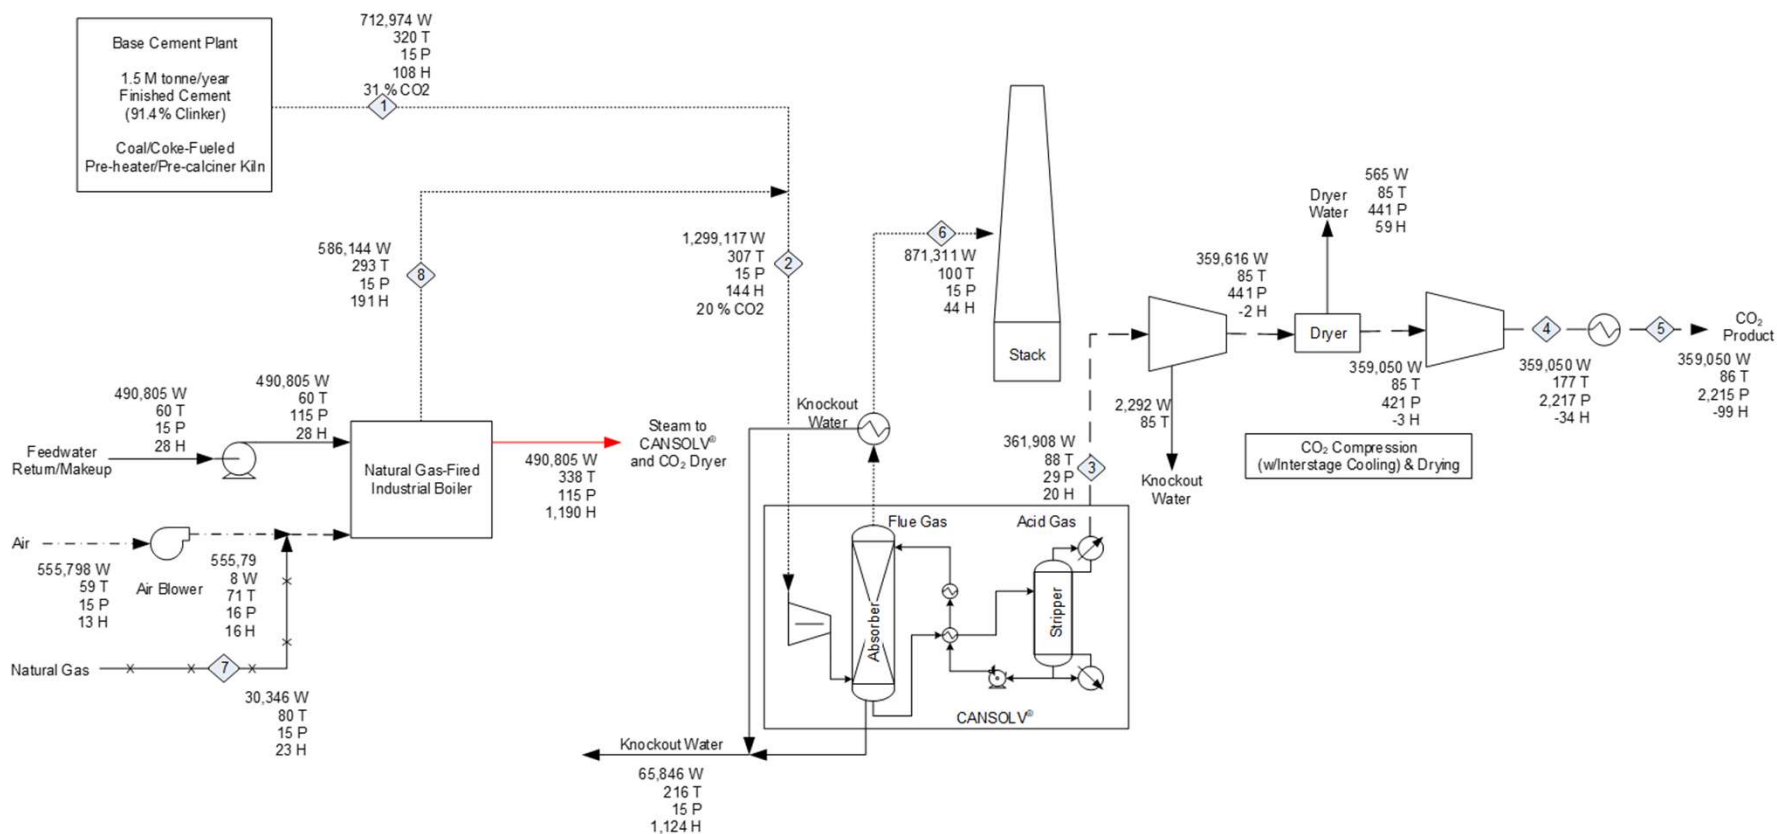 Base Cement Plant
1.5 M tonne/year
Finished Cement
(91.4% Clinker)
Coal/Coke-Fueled
Pre-heater/Pre-calciner Kiln
712,974 W
320 T
15 P
108 H
31 % CO2
1
586,144 W
293 T
15 P
191 H
8
1,299,117 W
307 T
15 P
144 H
20 % CO2
2
6
871,311 W
100 T
15 P
44 H
Stack
Knockout
Water
490,805 W
60 T
15 P
28 H
Feedwater
Return/Makeup
490,805 W
60 T
115 P
28 H
Natural Gas-Fired
Industrial Boiler
Steam to
CANSOLV®
and CO2 Dryer
490,805 W
338 T
115 P
1,190 H
Air
555,798 W
59 T
15 P
13 H
Air Blower
555,79
8 W
71 T
16 P
16 H
Natural Gas
7
30,346 W
80 T
15 P
23 H
Flue Gas
Acid Gas
Absorber
Stripper
CANSOLV®
Knockout Water
65,846 W
216 T
15 P
1,124 H
361,908 W
88 T
29 P
20 H
3
2,292 W
85 T
Knockout
Water
359,616 W
85 T
441 P
-2 H
Dryer
Water
565 W
85 T
441 P
59 H
Dryer
359,050 W
85 T
421 P
-3 H
4
359,050 W
177 T
2,217 P
-34 H
5
CO2
Product
359,050 W
86 T
2,215 P
-99 H
CO2 Compression
(w/Interstage Cooling) & Drying